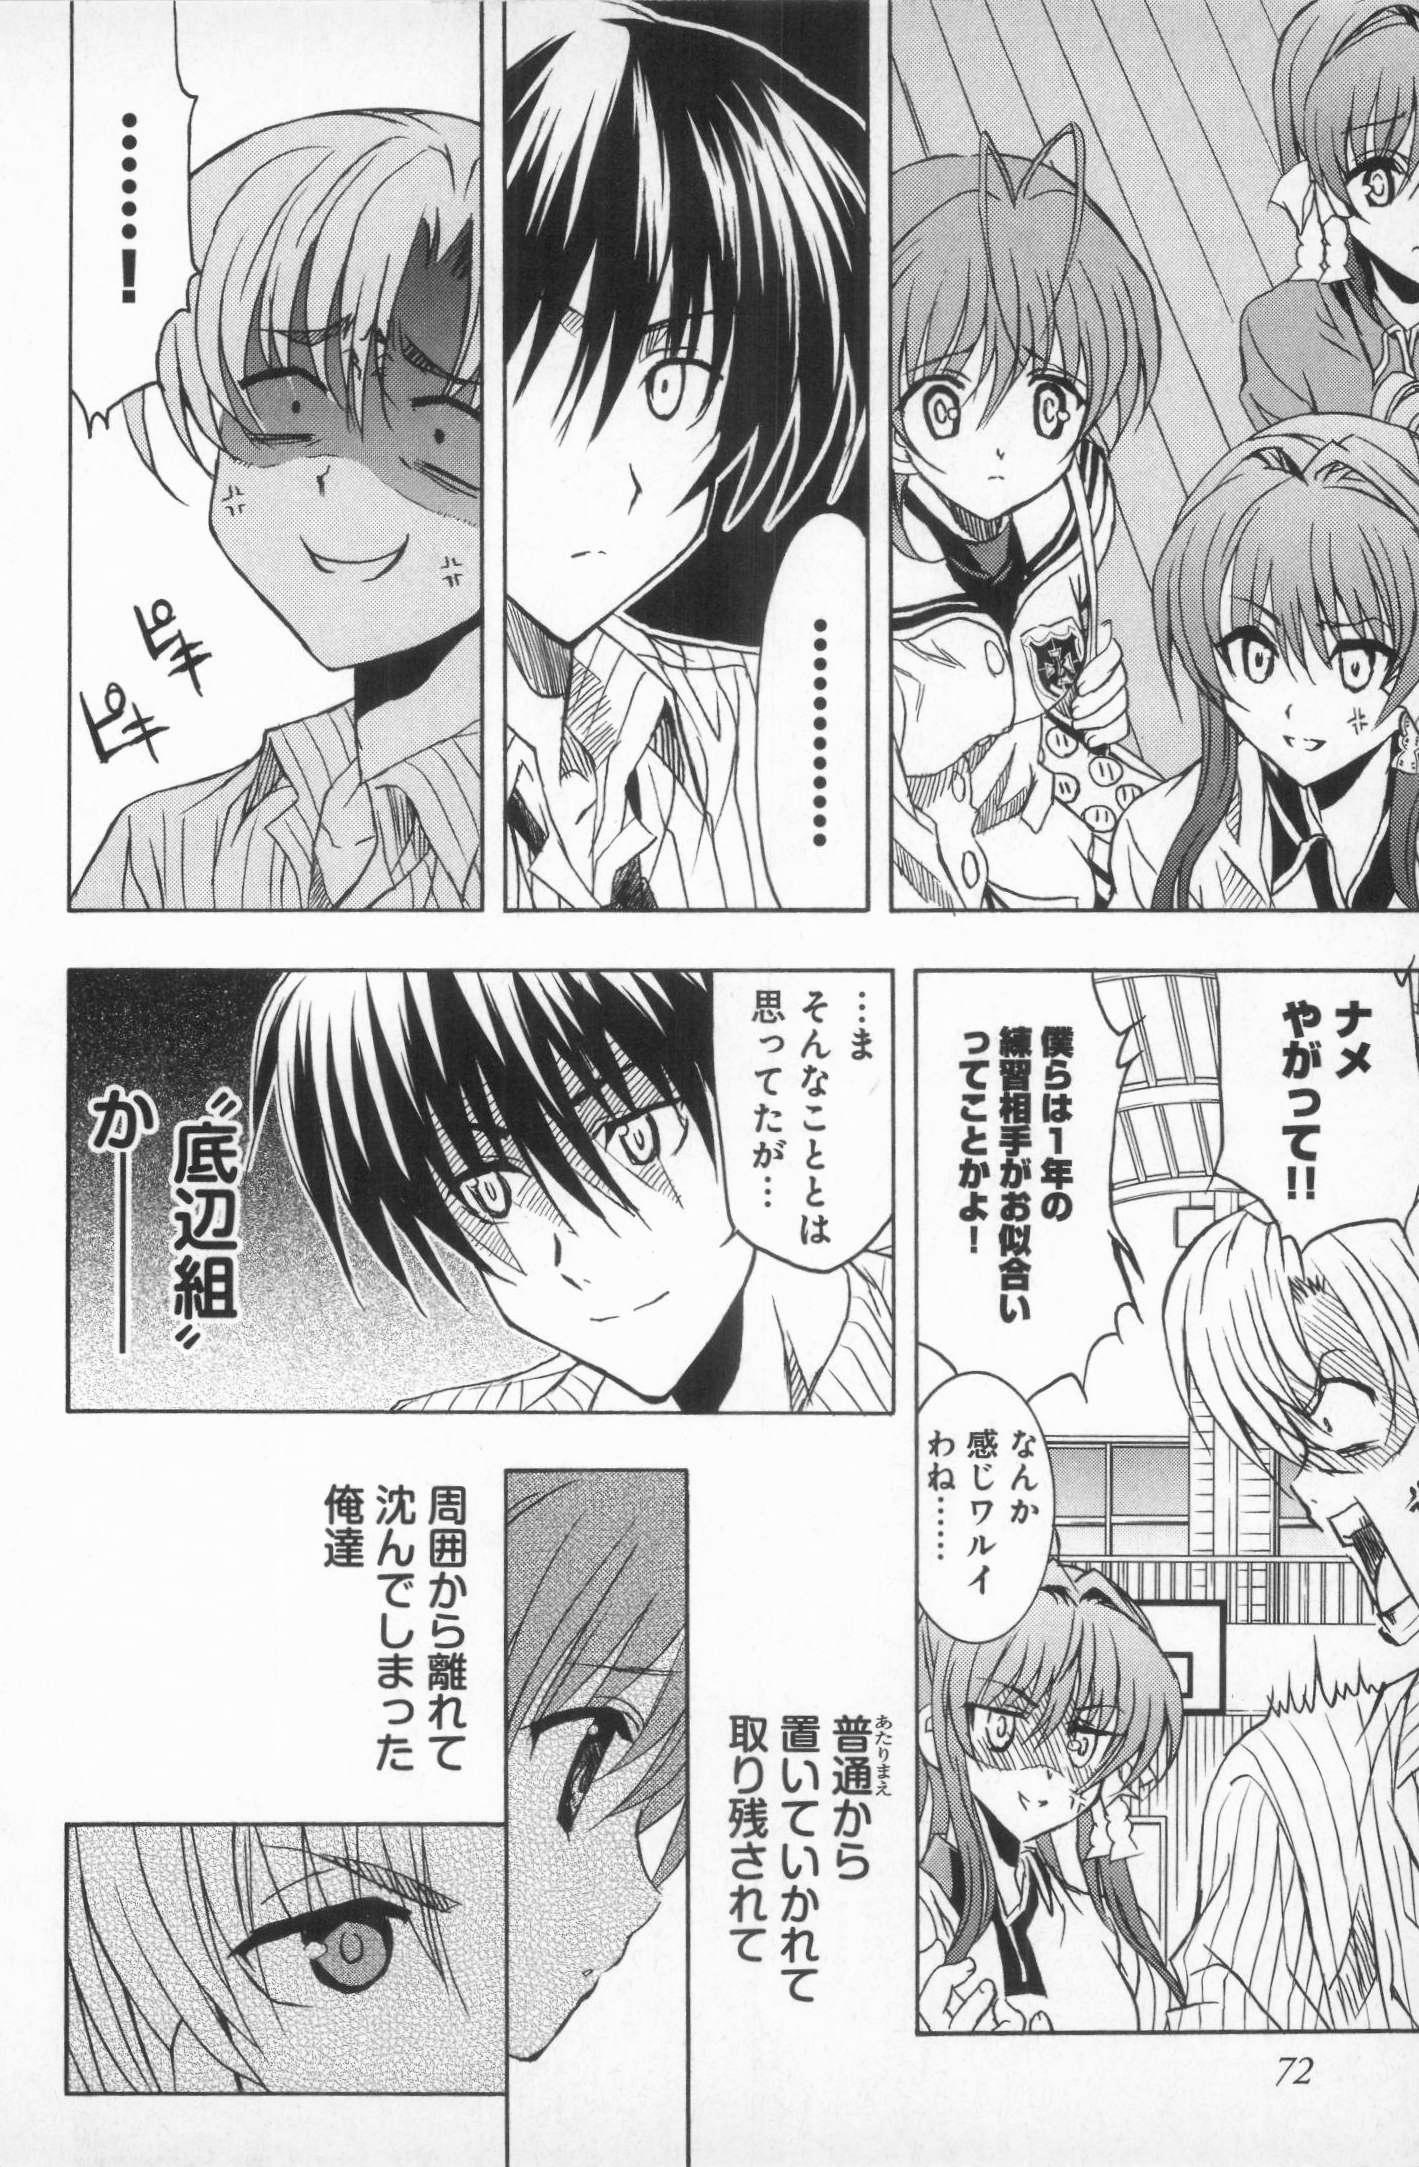 …………
……！
ピキ
ピキ
ナメ
やがって!!
僕らは１年の
練習相手がお似合い
ってことかよ！
なんか
感じワルイ
わね……
…ま
そんなこととは
思ってたが…
〝底辺組〟
か――
普通から
あたりまえ
置いていかれて
取り残されて
周囲から離れて
沈んでしまった
俺達
72